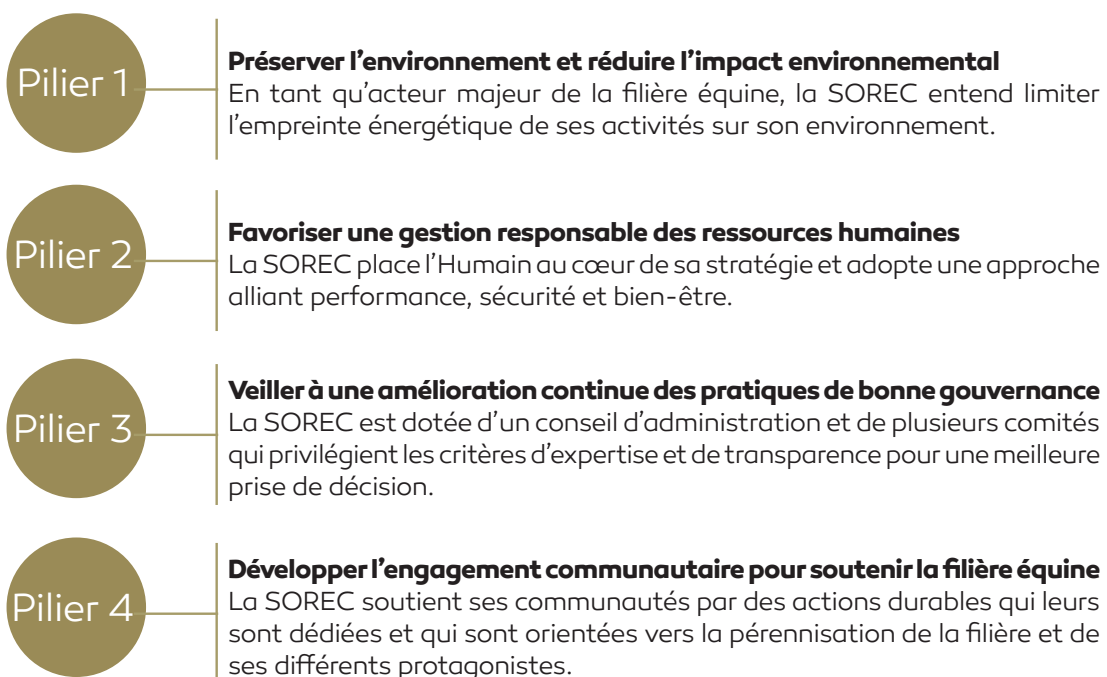 Pilier 1
Préserver l’environnement et réduire l’impact environnemental
En tant qu’acteur majeur de la filière équine, la SOREC entend limiter
l’empreinte énergétique de ses activités sur son environnement.
Pilier 2
Favoriser une gestion responsable des ressources humaines
La SOREC place l’Humain au cœur de sa stratégie et adopte une approche
alliant performance, sécurité et bien-être.
Pilier 3
Veiller à une amélioration continue des pratiques de bonne gouvernance
La SOREC est dotée d’un conseil d’administration et de plusieurs comités
qui privilégient les critères d’expertise et de transparence pour une meilleure
prise de décision.
Pilier 4
Développer l’engagement communautaire pour soutenir la filière équine
La SOREC soutient ses communautés par des actions durables qui leurs
sont dédiées et qui sont orientées vers la pérennisation de la filière et de
ses différents protagonistes.